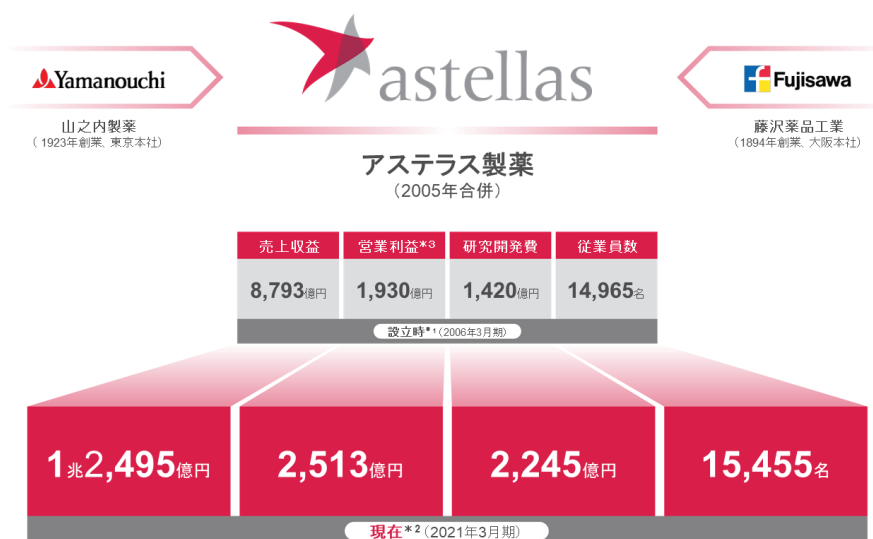 Yamanouchi
山之内製薬
（ 1923年創業、東京本社）
astellas
アステラス製薬
（2005年合併）
Fujisawa
藤沢薬品工業
（1894年創業、大阪本社）
売上収益 営業利益*3 研究開発費 従業員数
8,793億円 1,930億円 1,420億円 14,965名
設立時*1（2006年3月期）
1兆2,495億円 2,513億円 2,245億円 15,455名
現在*2（2021年3月期）